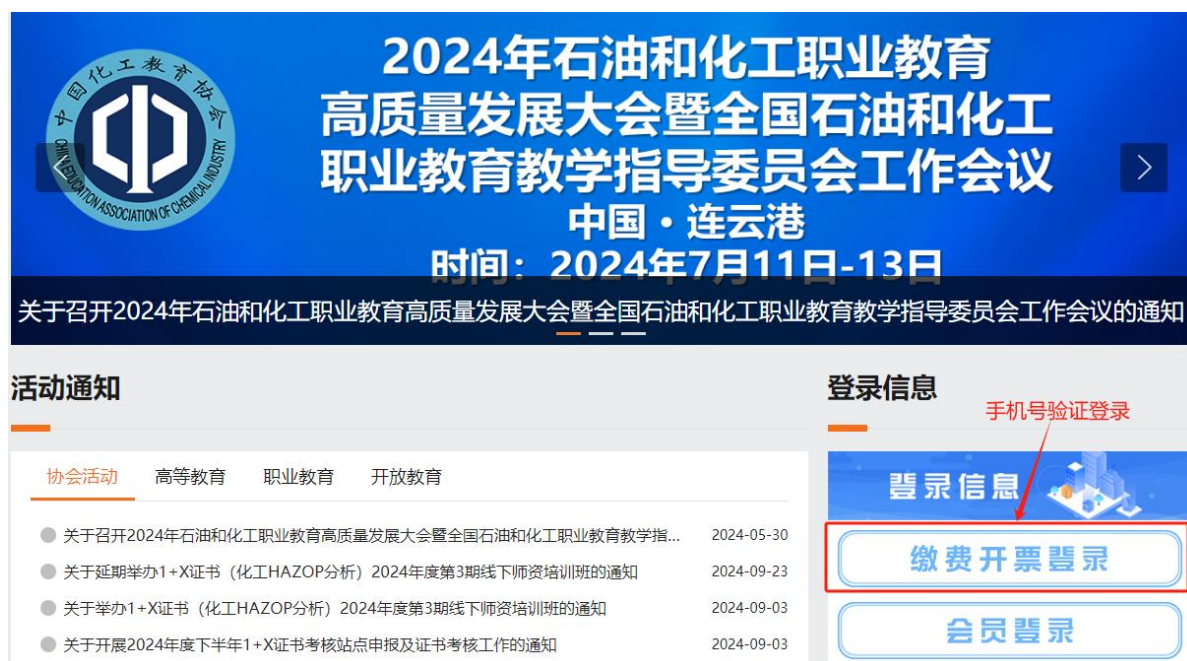 中国化工教育协会
CHINA EDUCATION ASSOCIATION OF CHEMICAL INDUSTRY
2024年石油和化工职业教育
高质量发展大会暨全国石油和化工
职业教育教学指导委员会工作会议
中国·连云港
时间：2024年7月11日-13日
关于召开2024年石油和化工职业教育高质量发展大会暨全国石油和化工职业教育教学指导委员会工作会议的通知
活动通知
登录信息
手机号验证登录
协会活动 高等教育 职业教育 开放教育
登录信息
关于召开2024年石油和化工职业教育高质量发展大会暨全国石油和化工职业教育教学指... 2024-05-30
关于延期举办1+X证书（化工HAZOP分析）2024年度第3期线下师资培训班的通知 2024-09-23
缴费开票登录
关于举办1+X证书（化工HAZOP分析）2024年度第3期线下师资培训班的通知 2024-09-03
关于开展2024年度下半年1+X证书考核站点申报及证书考核工作的通知 2024-09-03
会员登录